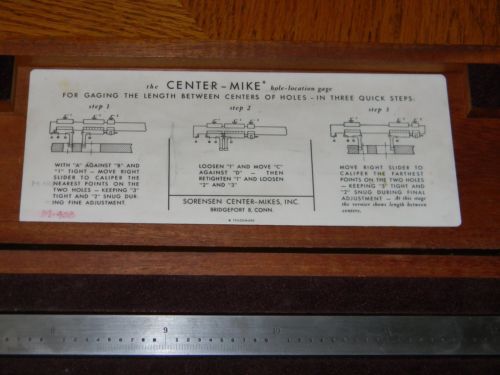 the CENTER-MIKE* hole-location gage
FOR GAGING THE LENGTH BETWEEN CENTERS OF HOLES - IN THREE QUICK STEPS.
step 1
step 2
step 3
WITH "A" AGAINST "B" AND
"1" TIGHT - MOVE RIGHT
SLIDER TO CALIPER THE
NEAREST POINTS ON THE
TWO HOLES - KEEPING "3"
TIGHT AND "2" SNUG DUR-
ING FINE ADJUSTMENT.
LOOSEN "1" AND MOVE "C"
AGAINST "D" - THEN
RETIGHTEN "1" AND LOOSEN
"2" AND "3"
MOVE RIGHT SLIDER TO
CALIPER THE FARTHEST
POINTS ON THE TWO HOLES
- KEEPING "3" TIGHT AND
"2" SNUG DURING FINAL
ADJUSTMENT - At this stage
the vernier shows length between
centers.
SORENSEN CENTER-MIKES, INC.
BRIDGEPORT 8, CONN.
* TRADEMARK
8 9 10